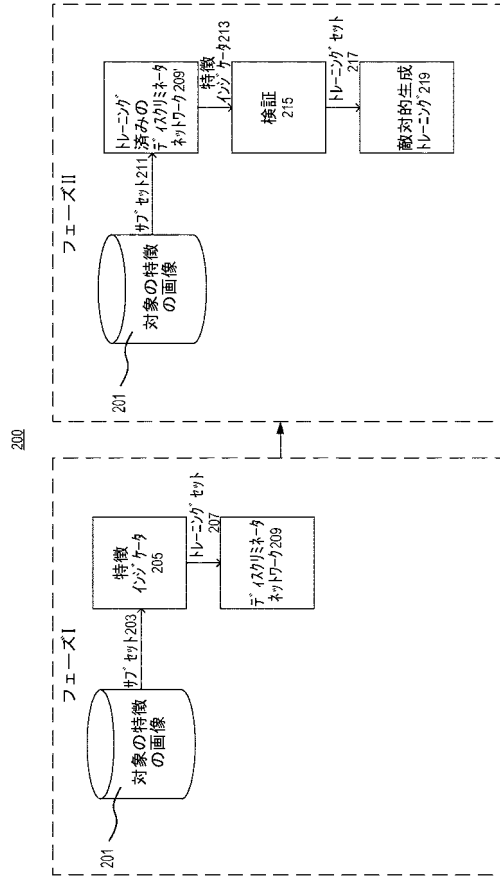 200
フェーズI
201
対象の特徴
の画像
サブセット203
特徴
インジケータ
205
トレーニングセット
207
ディスクリミネータ
ネットワーク209
フェーズII
201
対象の特徴
の画像
サブセット211
トレーニング
済みの
ディスクリミネータ
ネットワーク209'
特徴
インジケータ213
検証
215
トレーニングセット
217
敵対的生成
トレーニング219